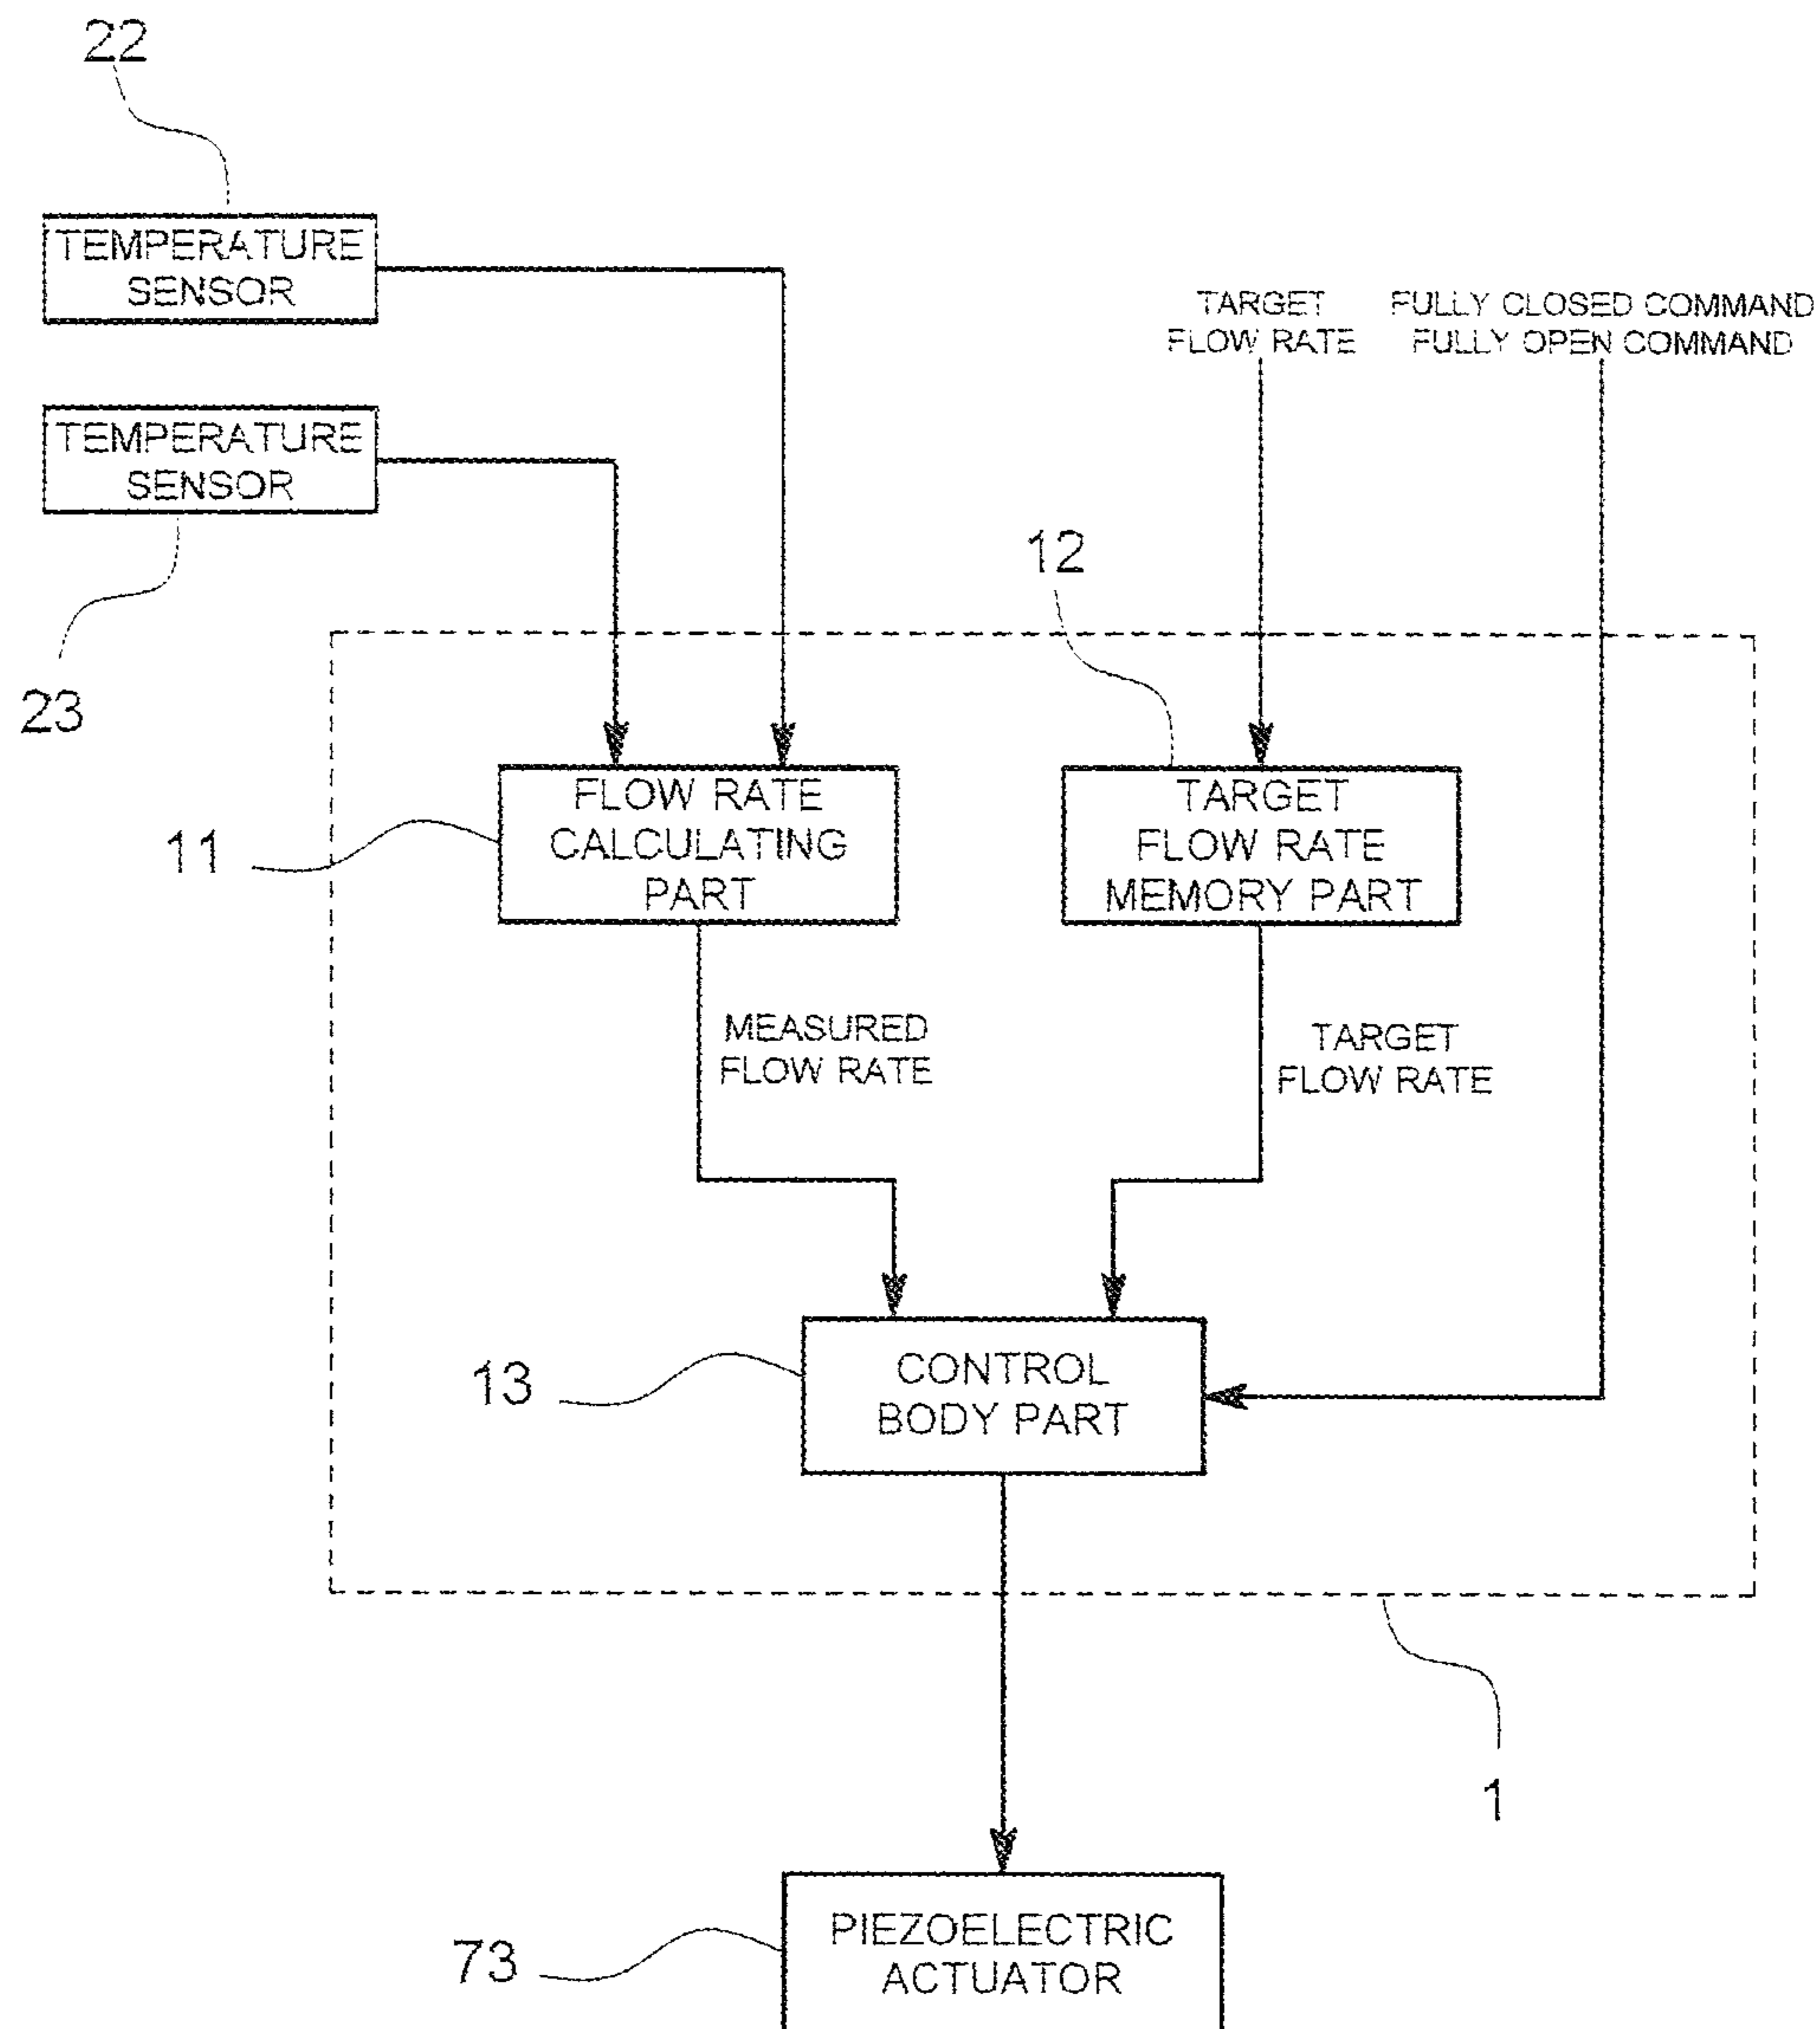 22
TEMPERATURE
SENSOR
TARGET
FLOW RATE
FULLY CLOSED COMMAND
FULLY OPEN COMMAND
TEMPERATURE
SENSOR
23
12
11
FLOW RATE
CALCULATING
PART
TARGET
FLOW RATE
MEMORY PART
MEASURED
FLOW RATE
TARGET
FLOW RATE
13
CONTROL
BODY PART
1
73
PIEZOELECTRIC
ACTUATOR